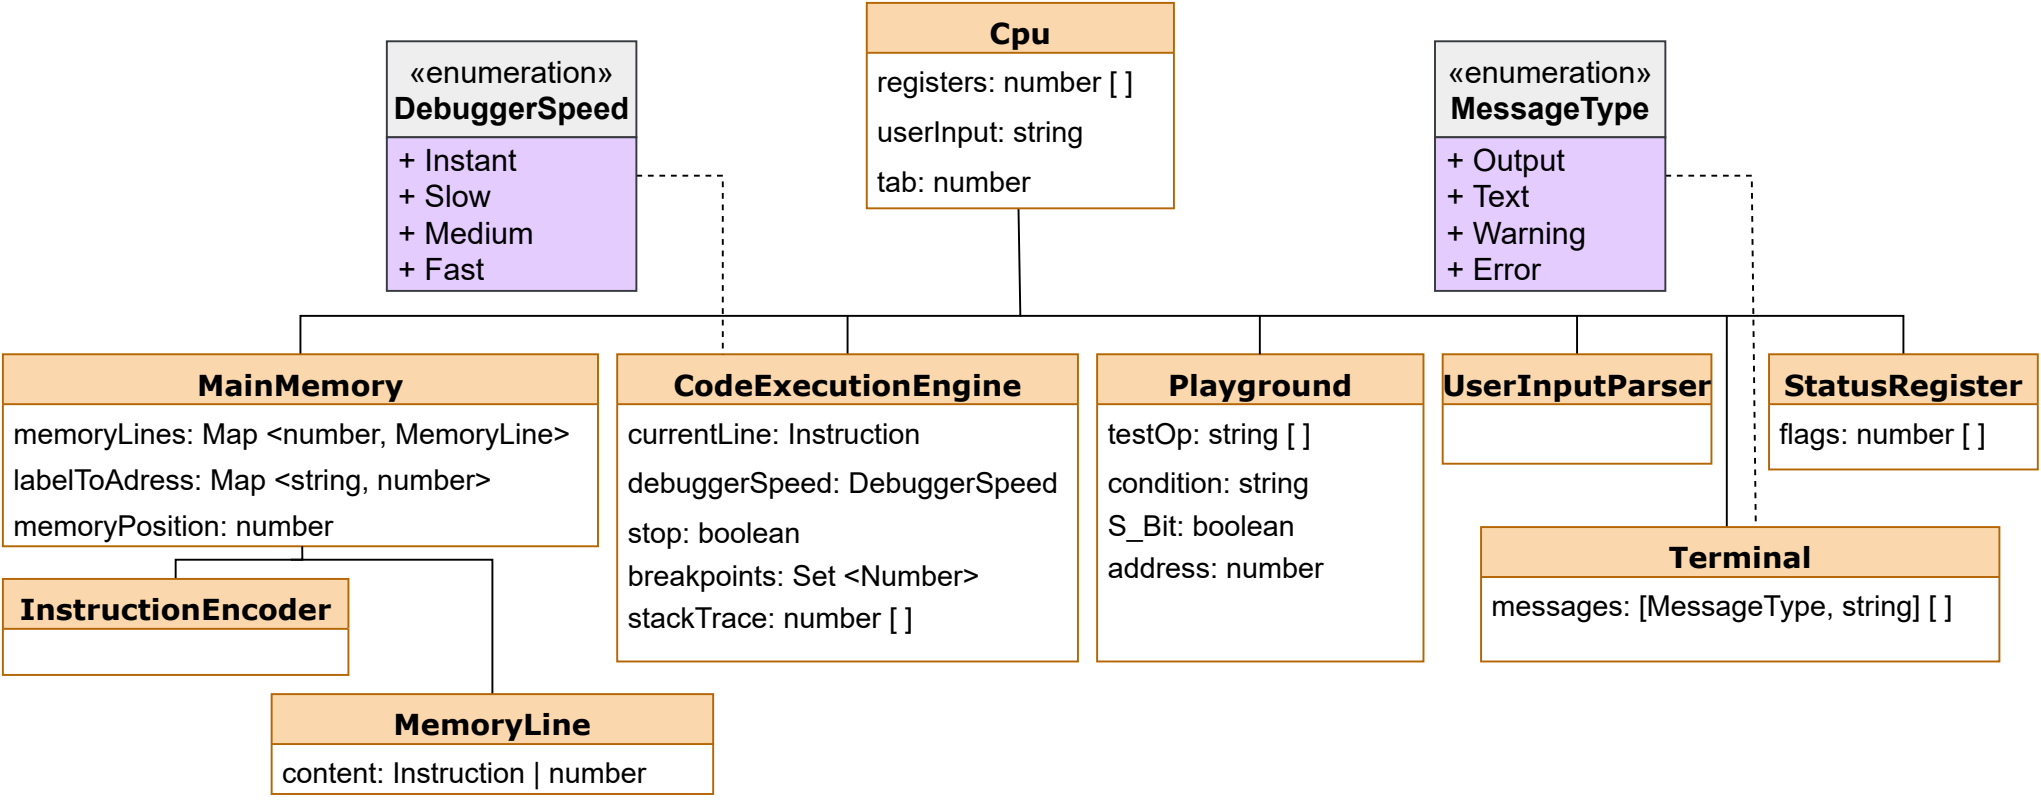 Cpu
registers: number [ ]
userInput: string
tab: number
«enumeration»
DebuggerSpeed
+ Instant
+ Slow
+ Medium
+ Fast
«enumeration»
MessageType
+ Output
+ Text
+ Warning
+ Error
MainMemory
memoryLines: Map <number, MemoryLine>
labelToAdress: Map <string, number>
memoryPosition: number
CodeExecutionEngine
currentLine: Instruction
debuggerSpeed: DebuggerSpeed
stop: boolean
breakpoints: Set <Number>
stackTrace: number [ ]
Playground
testOp: string [ ]
condition: string
S_Bit: boolean
address: number
UserInputParser
StatusRegister
flags: number [ ]
Terminal
messages: [MessageType, string] [ ]
InstructionEncoder
MemoryLine
content: Instruction | number